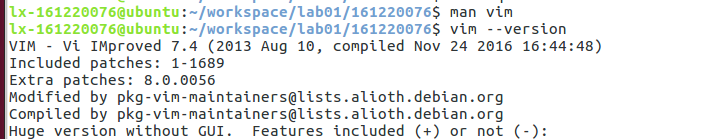 lx-161220076@ubuntu:~/workspace/lab01/161220076$ man vim
lx-161220076@ubuntu:~/workspace/lab01/161220076$ vim --version
VIM - Vi IMproved 7.4 (2013 Aug 10, compiled Nov 24 2016 16:44:48)
Included patches: 1-1689
Extra patches: 8.0.0056
Modified by pkg-vim-maintainers@lists.alioth.debian.org
Compiled by pkg-vim-maintainers@lists.alioth.debian.org
Huge version without GUI.  Features included (+) or not (-):